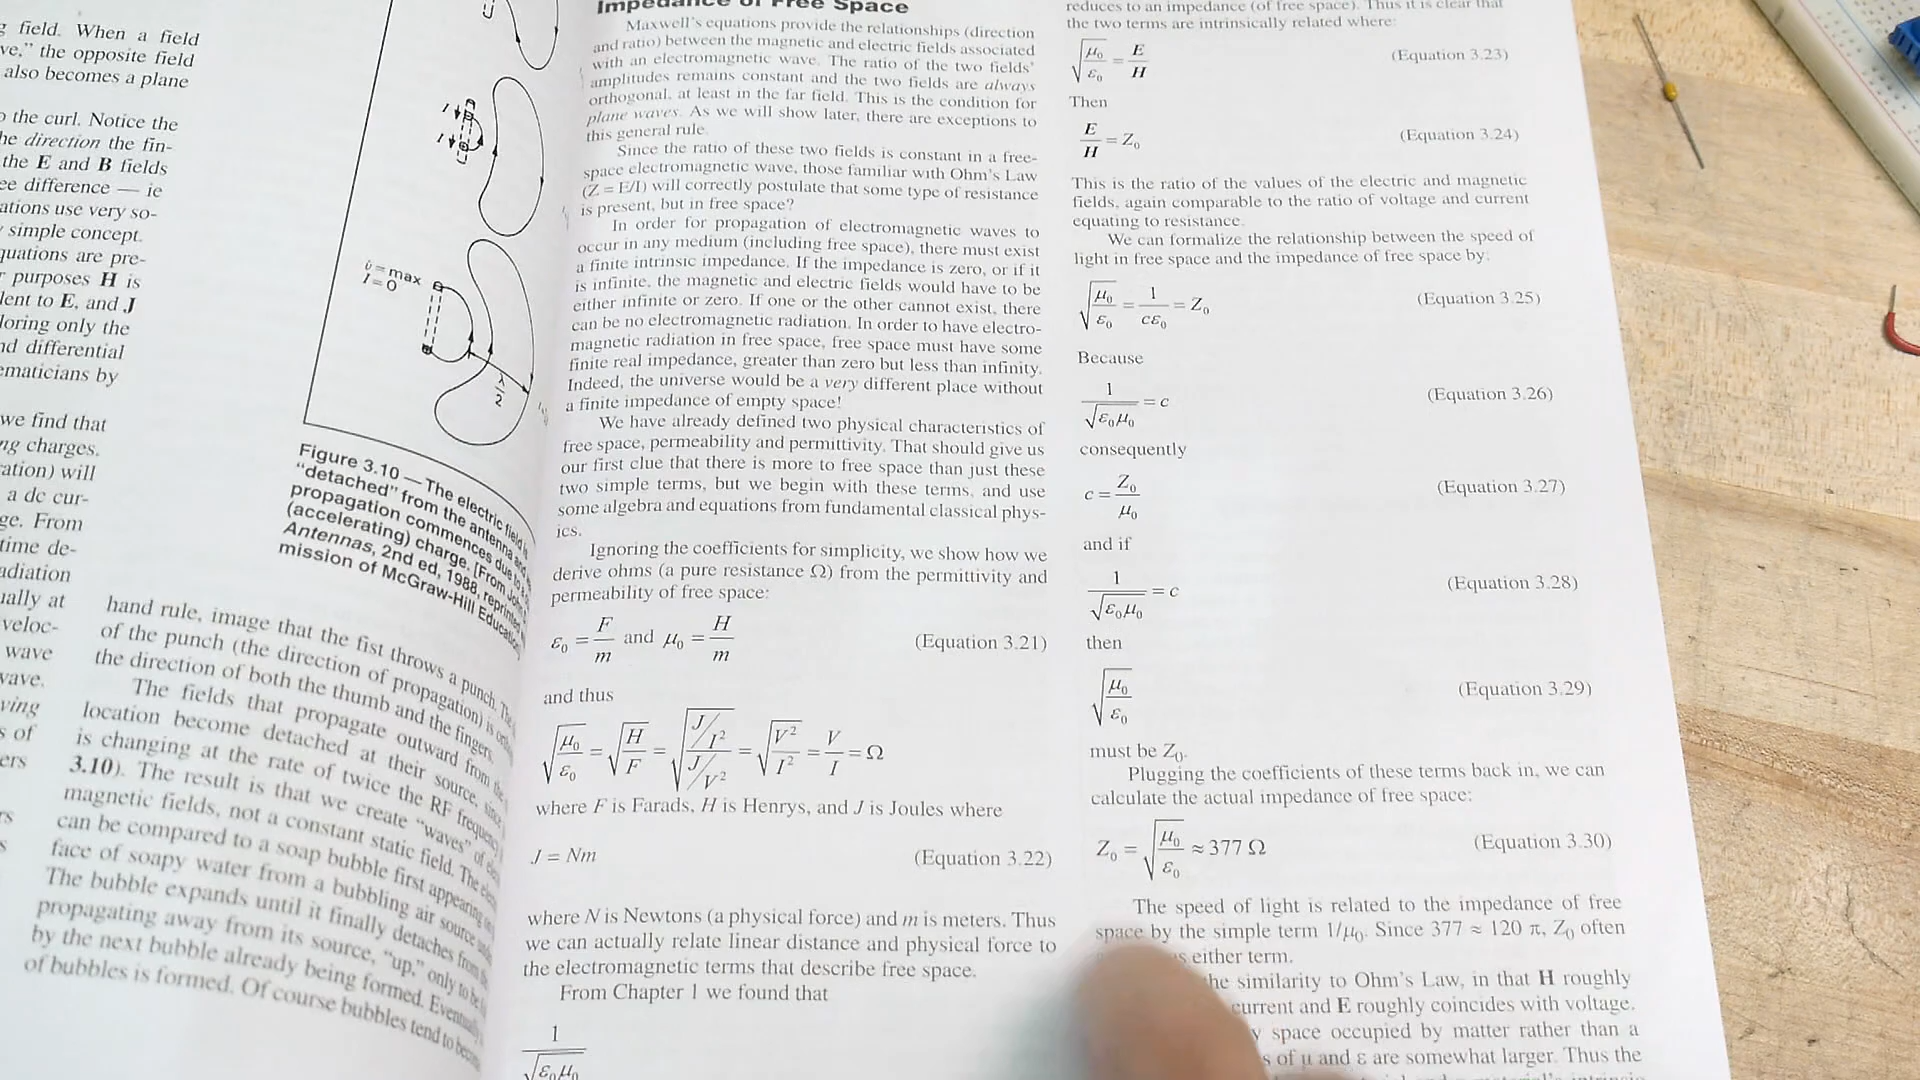 g field. When a field
ve," the opposite field
also becomes a plane
o the curl. Notice the
he direction the fin-
the E and B fields
ee difference — ie
ations use very so-
simple concept.
quations are pre-
r purposes H is
lent to E, and J
loring only the
nd differential
ematicians by
we find that
ng charges.
ation) will
a dc cur-
ge. From
time de-
adiation
ually at
veloc-
wave
vave.
ving
s of
ers
I
I
υ̇ = max
I = 0
λ
2
Figure 3.10 — The electric field is
"detached" from the antenna and
propagation commences due to a
(accelerating) charge. [From John
Antennas, 2nd ed, 1988, reprinted
mission of McGraw-Hill Education]
hand rule, image that the fist throws a punch. The
of the punch (the direction of propagation) is
the direction of both the thumb and the fingers.
The fields that propagate outward from the
location become detached at their source, since
is changing at the rate of twice the RF frequency
3.10). The result is that we create "waves" of
magnetic fields, not a constant static field. The
can be compared to a soap bubble first appearing
face of soapy water from a bubbling air source
The bubble expands until it finally detaches from
propagating away from its source, "up," only to be
by the next bubble already being formed. Eventually
of bubbles is formed. Of course bubbles tend to
Impedance of Free Space
Maxwell's equations provide the relationships (direction
and ratio) between the magnetic and electric fields associated
with an electromagnetic wave. The ratio of the two fields'
amplitudes remains constant and the two fields are always
orthogonal, at least in the far field. This is the condition for
plane waves. As we will show later, there are exceptions to
this general rule.
Since the ratio of these two fields is constant in a free-
space electromagnetic wave, those familiar with Ohm's Law
(Z = E/I) will correctly postulate that some type of resistance
is present, but in free space?
In order for propagation of electromagnetic waves to
occur in any medium (including free space), there must exist
a finite intrinsic impedance. If the impedance is zero, or if it
is infinite, the magnetic and electric fields would have to be
either infinite or zero. If one or the other cannot exist, there
can be no electromagnetic radiation. In order to have electro-
magnetic radiation in free space, free space must have some
finite real impedance, greater than zero but less than infinity.
Indeed, the universe would be a very different place without
a finite impedance of empty space!
We have already defined two physical characteristics of
free space, permeability and permittivity. That should give us
our first clue that there is more to free space than just these
two simple terms, but we begin with these terms, and use
some algebra and equations from fundamental classical phys-
ics.
Ignoring the coefficients for simplicity, we show how we
derive ohms (a pure resistance Ω) from the permittivity and
permeability of free space:
ε₀ = F/m and μ₀ = H/m (Equation 3.21)
and thus
√(μ₀/ε₀) = √(H/F) = √((J/I²)/(J/V²)) = √(V²/I²) = V/I = Ω
where F is Farads, H is Henrys, and J is Joules where
J = Nm (Equation 3.22)
where N is Newtons (a physical force) and m is meters. Thus
we can actually relate linear distance and physical force to
the electromagnetic terms that describe free space.
From Chapter 1 we found that
1/√(ε₀μ₀)
reduces to an impedance (of free space). Thus it is clear that
the two terms are intrinsically related where:
√(μ₀/ε₀) = E/H (Equation 3.23)
Then
E/H = Z₀ (Equation 3.24)
This is the ratio of the values of the electric and magnetic
fields, again comparable to the ratio of voltage and current
equating to resistance.
We can formalize the relationship between the speed of
light in free space and the impedance of free space by:
√(μ₀/ε₀) = 1/(cε₀) = Z₀ (Equation 3.25)
Because
1/√(ε₀μ₀) = c (Equation 3.26)
consequently
c = Z₀/μ₀ (Equation 3.27)
and if
1/√(ε₀μ₀) = c (Equation 3.28)
then
√(μ₀/ε₀) (Equation 3.29)
must be Z₀.
Plugging the coefficients of these terms back in, we can
calculate the actual impedance of free space:
Z₀ = √(μ₀/ε₀) ≈ 377 Ω (Equation 3.30)
The speed of light is related to the impedance of free
space by the simple term 1/μ₀. Since 377 ≈ 120 π, Z₀ often
s either term.
he similarity to Ohm's Law, in that H roughly
current and E roughly coincides with voltage.
y space occupied by matter rather than a
s of μ and ε are somewhat larger. Thus the